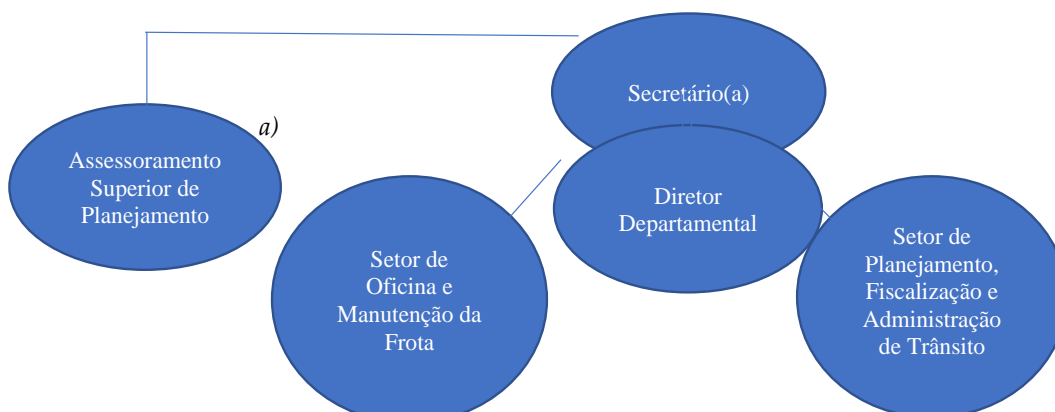 Secretário(a)
a)
Assessoramento
Superior de
Planejamento
Diretor
Departamental
Setor de
Oficina e
Manutenção da
Frota
Setor de
Planejamento,
Fiscalização e
Administração
de Trânsito